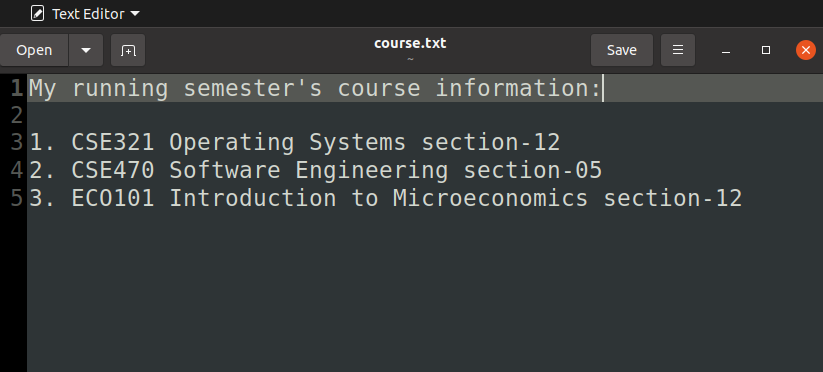 Text Editor
Open
course.txt
~
Save
1 My running semester's course information:
2
3 1. CSE321 Operating Systems section-12
4 2. CSE470 Software Engineering section-05
5 3. ECO101 Introduction to Microeconomics section-12